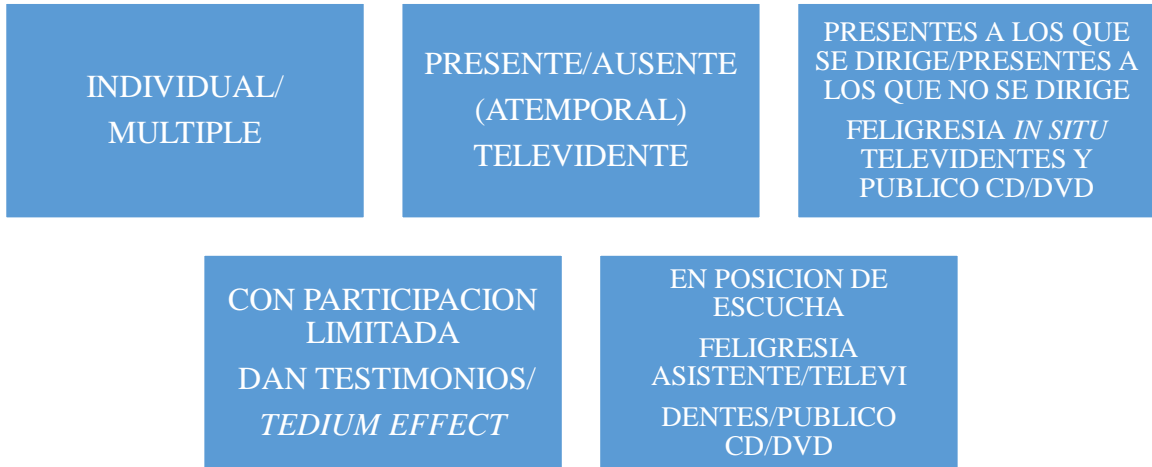 INDIVIDUAL/
MULTIPLE
PRESENTE/AUSENTE
(ATEMPORAL)
TELEVIDENTE
PRESENTES A LOS QUE
SE DIRIGE/PRESENTES A
LOS QUE NO SE DIRIGE
FELIGRESIA IN SITU
TELEVIDENTES Y
PUBLICO CD/DVD
CON PARTICIPACION
LIMITADA
DAN TESTIMONIOS/
TEDIUM EFFECT
EN POSICION DE
ESCUCHA
FELIGRESIA
ASISTENTE/TELEVI
DENTES/PUBLICO
CD/DVD